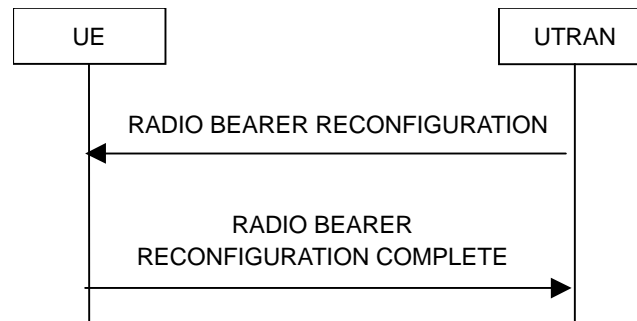 UE
UTRAN
RADIO BEARER RECONFIGURATION
RADIO BEARER
RECONFIGURATION COMPLETE